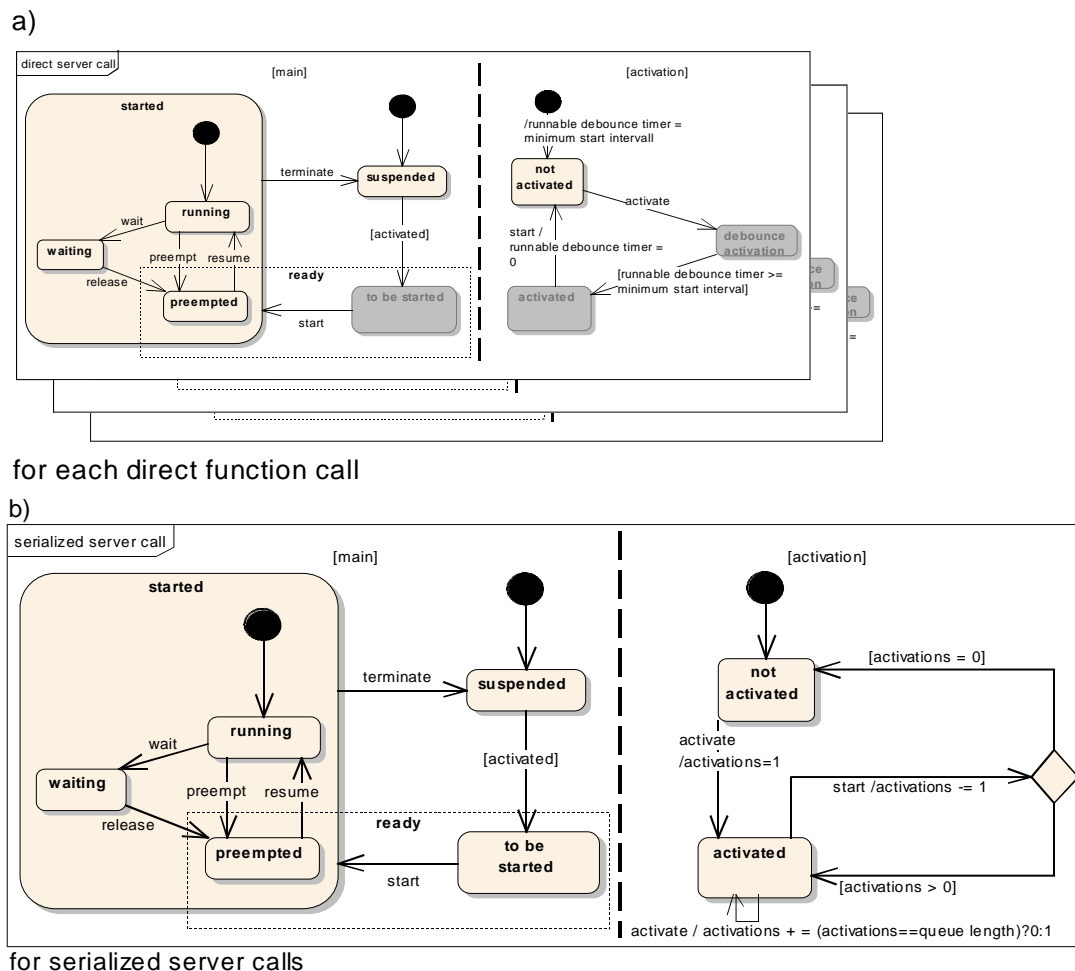 a)
direct server call
[main]
[activation]
started
/runnable debounce timer =
minimum start intervall
not
activated
terminate
suspended
activate
running
wait
[activated]
start /
runnable debounce timer =
0
debounce
activation
waiting
preempt
resume
ready
release
[runnable debounce timer >=
minimum start interval]
preempted
to be started
activated
start
ce
on
>=
ce
on
=
for each direct function call
b)
serialized server call
[main]
[activation]
started
[activations = 0]
terminate
suspended
not
activated
running
wait
[activated]
activate
/activations=1
waiting
preempt
resume
start /activations -= 1
release
ready
preempted
to be
started
activated
start
[activations > 0]
activate / activations + = (activations==queue length)?0:1
for serialized server calls